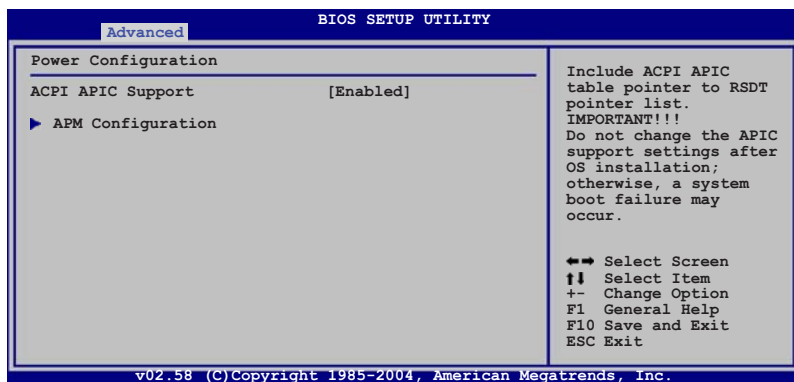 BIOS SETUP UTILITY
Advanced
Power Configuration
ACPI APIC Support [Enabled]
APM Configuration
Include ACPI APIC
table pointer to RSDT
pointer list.
IMPORTANT!!!
Do not change the APIC
support settings after
OS installation;
otherwise, a system
boot failure may
occur.
Select Screen
Select Item
+- Change Option
F1 General Help
F10 Save and Exit
ESC Exit
v02.58 (C)Copyright 1985-2004, American Megatrends, Inc.